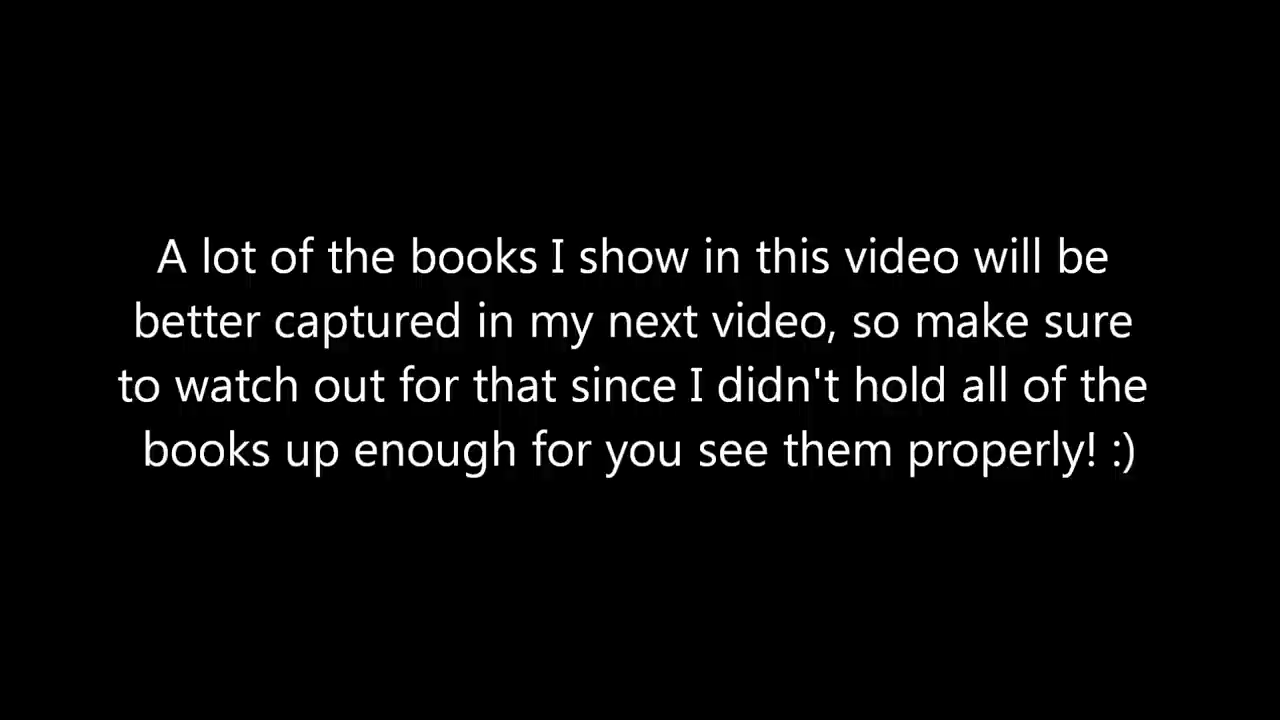 A lot of the books I show in this video will be
better captured in my next video, so make sure
to watch out for that since I didn't hold all of the
books up enough for you see them properly! :)